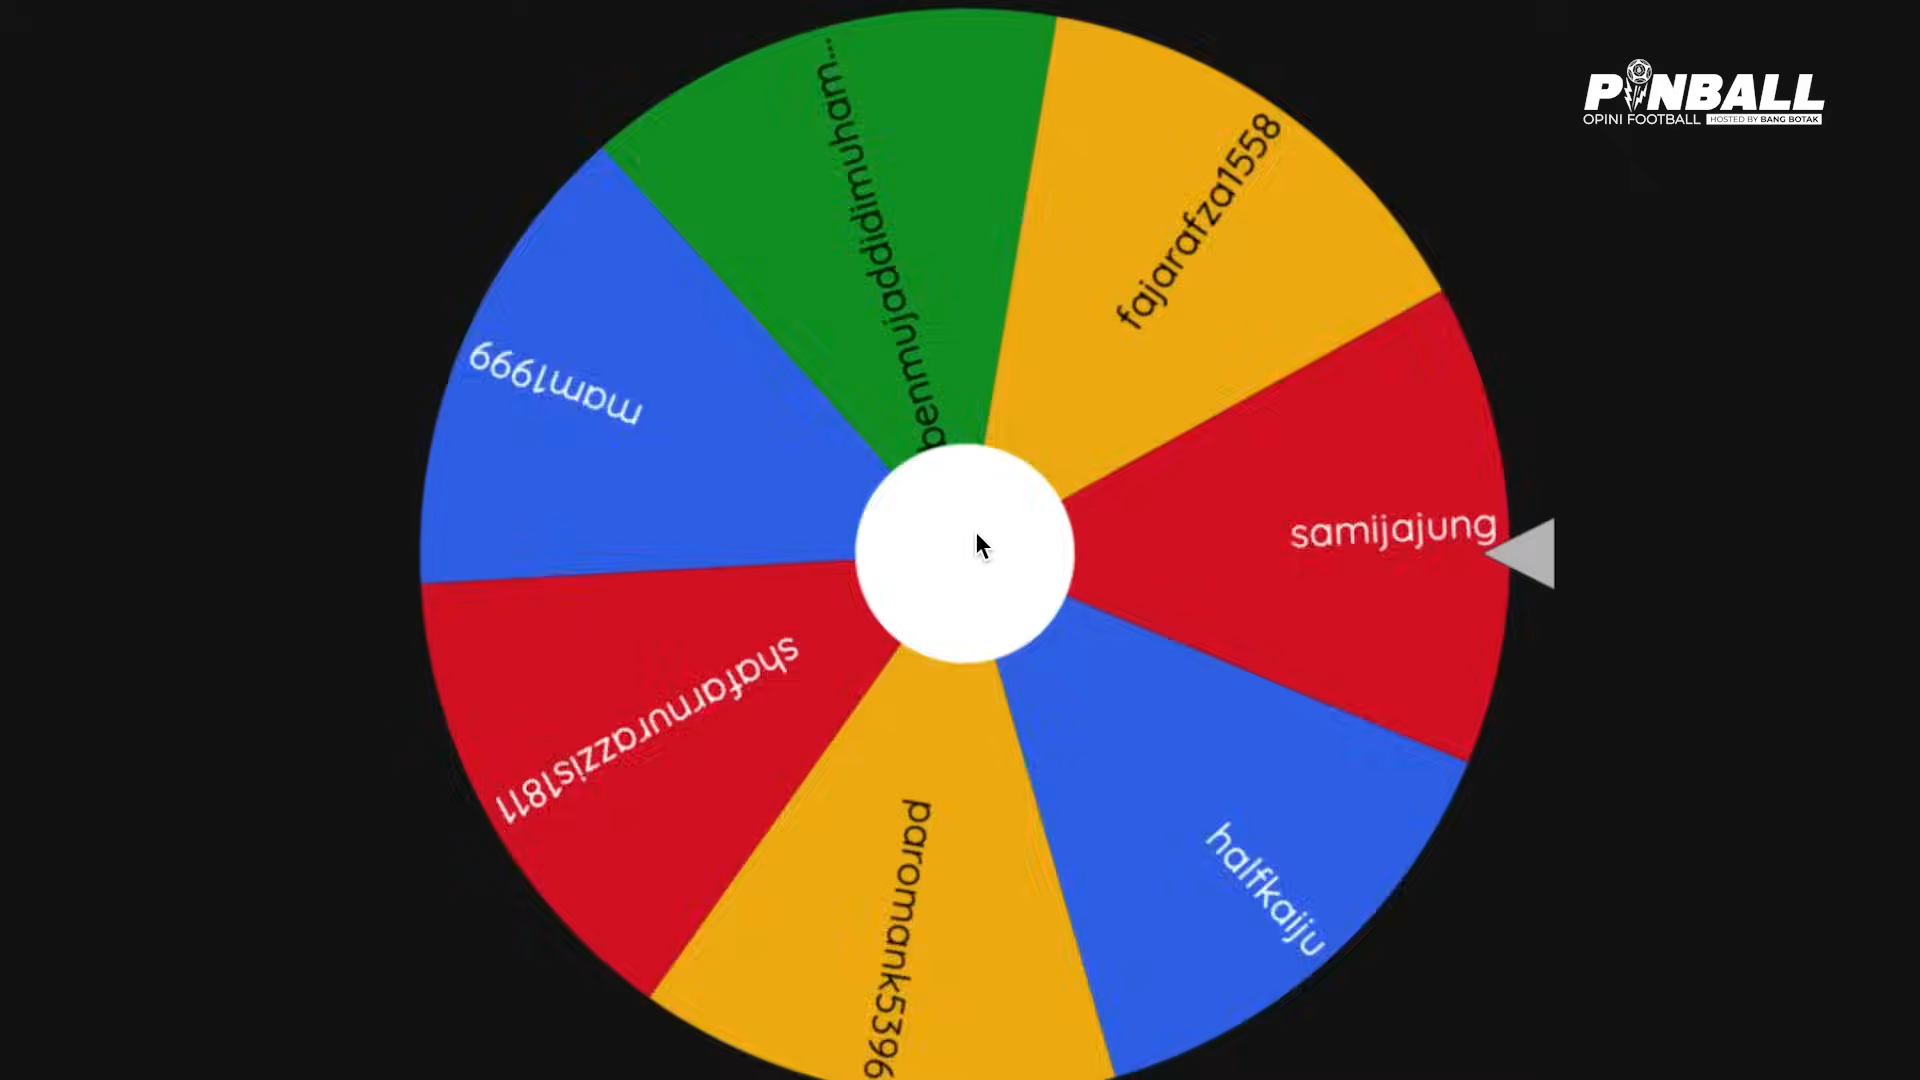 PINBALL
OPINI FOOTBALL HOSTED BY BANG BOTAK
benmujaddidimuham...
fajarafza1558
mam1999
samijajung
shafarnurazzis1811
paromank5396
halfkaiju